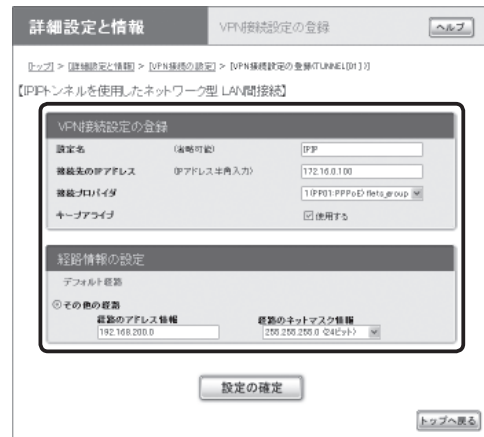 詳細設定と情報
VPN接続設定の登録
ヘルプ
[トップ] > [詳細設定と情報] > [VPN接続の設定] > [VPN接続設定の登録(TUNNEL[01])]
【IPIPトンネルを使用したネットワーク型 LAN間接続】
VPN接続設定の登録
設定名 (省略可能) IPIP
接続先のIPアドレス (IPアドレス半角入力) 172.16.0.100
接続プロバイダ 1(PP01:PPPoE) flets_group
キープアライブ 使用する
経路情報の設定
デフォルト経路
その他の経路
経路のアドレス情報 経路のネットマスク情報
192.168.200.0 255.255.255.0 (24ビット)
設定の確定
トップへ戻る